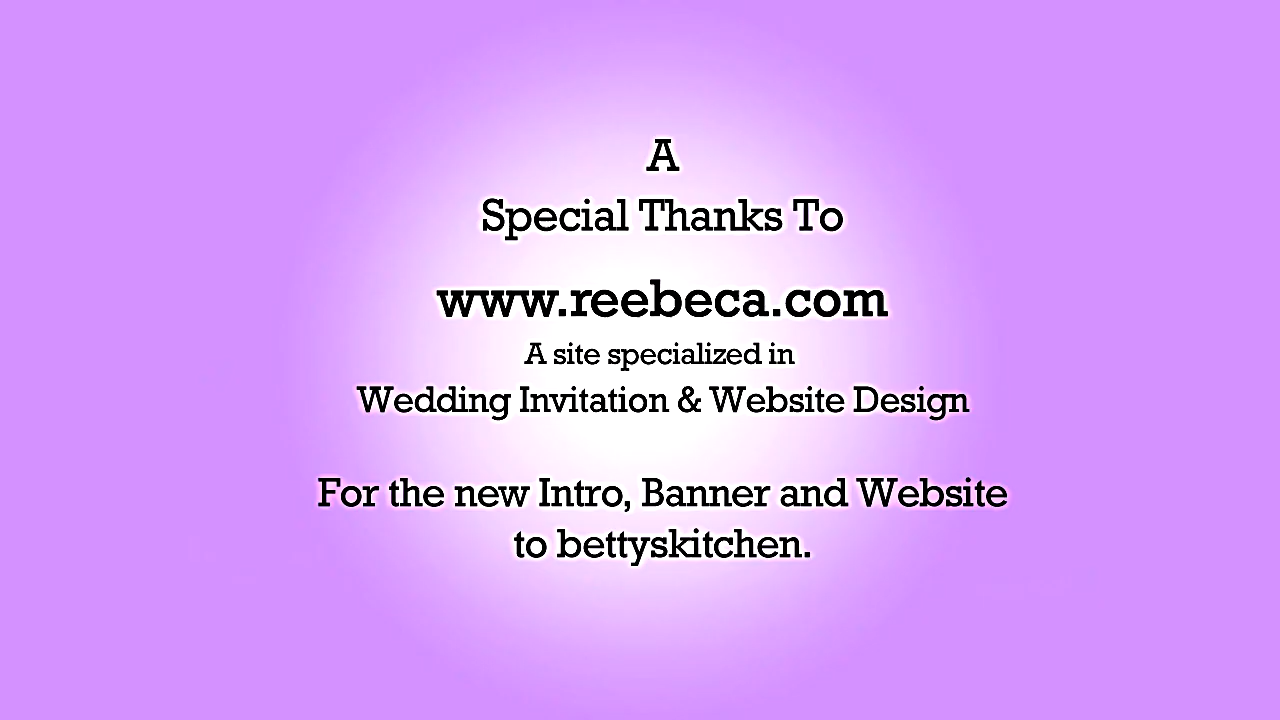 A
Special Thanks To
www.reebeca.com
A site specialized in
Wedding Invitation & Website Design
For the new Intro, Banner and Website
to bettyskitchen.